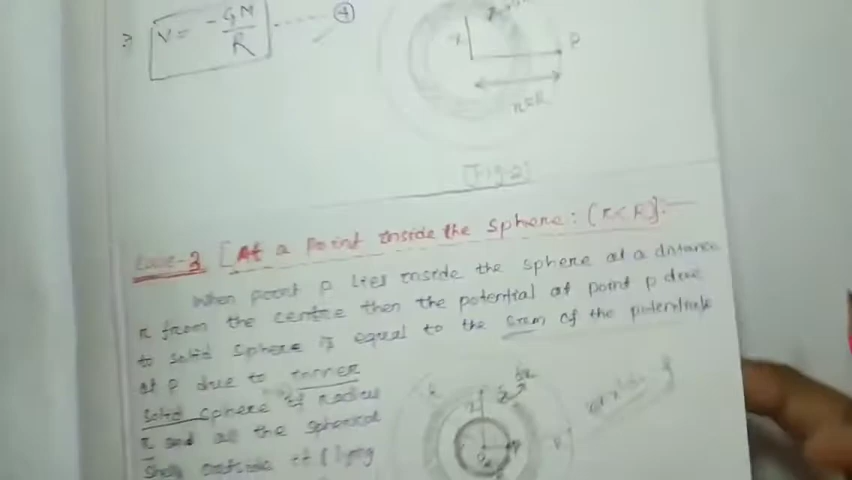 ∴ V = -GM/R ...... ④
P
r=R
[Fig-2]
Case-3 [At a point inside the sphere: (r<R)]:-
When point P lies inside the sphere at a distance
r from the centre then the potential at point P due
to solid sphere is equal to the sum of the potentials
at P due to inner
solid sphere of radius
r and all the spherical
shell outside it (lying